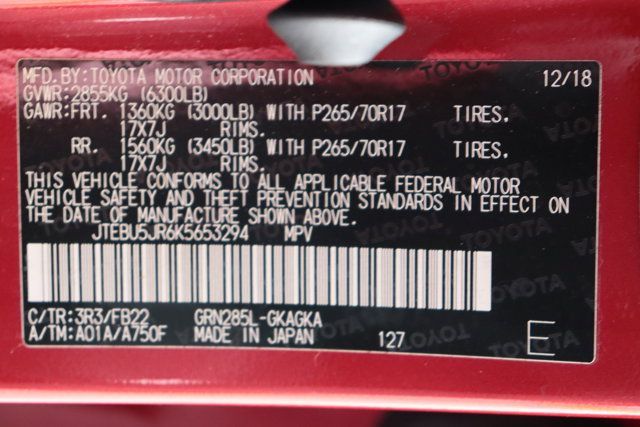 MFD.BY:TOYOTA MOTOR CORPORATION 12/18
GVWR:2855KG (6300LB)
GAWR:FRT. 1360KG (3000LB) WITH P265/70R17 TIRES.
17X7J RIMS.
RR. 1560KG (3450LB) WITH P265/70R17 TIRES.
17X7J RIMS.
THIS VEHICLE CONFORMS TO ALL APPLICABLE FEDERAL MOTOR
VEHICLE SAFETY AND THEFT PREVENTION STANDARDS IN EFFECT ON
THE DATE OF MANUFACTURE SHOWN ABOVE.
JTEBU5JR6K5653294 MPV
C/TR:3R3/FB22 GRN285L-GKAGKA
A/TM:A01A/A750F MADE IN JAPAN 127 E